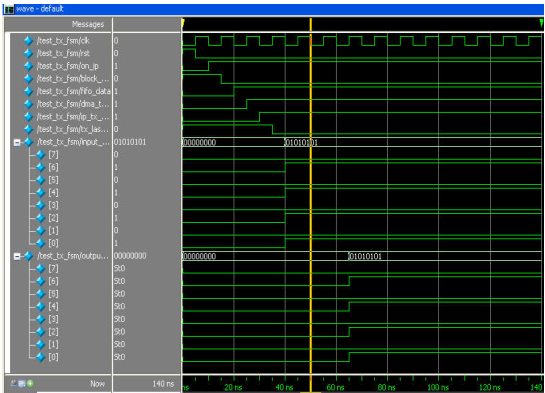 wave - default
Messages
/test_tx_fsm/clk 0
/test_tx_fsm/rst 0
/test_tx_fsm/on_ip 1
/test_tx_fsm/block_... 0
/test_tx_fsm/fifo_data 1
/test_tx_fsm/dma_t... 1
/test_tx_fsm/ip_tx_... 1
/test_tx_fsm/tx_las... 0
/test_tx_fsm/input_... 01010101 00000000 01010101
[7] 0
[6] 1
[5] 0
[4] 1
[3] 0
[2] 1
[1] 0
[0] 1
/test_tx_fsm/outpu... 00000000 00000000 01010101
[7] St0
[6] St0
[5] St0
[4] St0
[3] St0
[2] St0
[1] St0
[0] St0
Now 140 ns ns 20 ns 40 ns 60 ns 80 ns 100 ns 120 ns 140